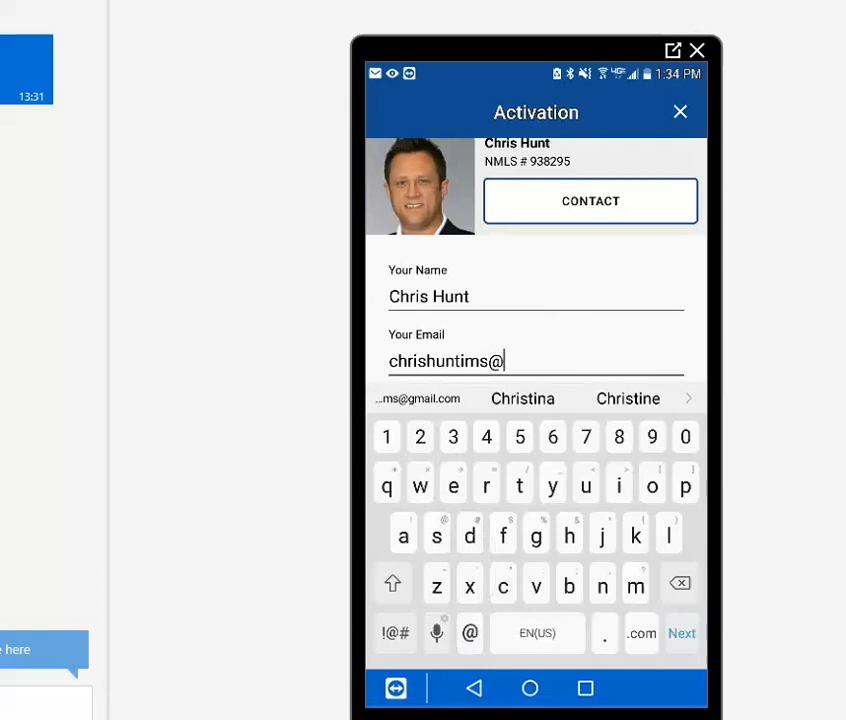 13:31
1:34 PM
Activation
Chris Hunt
NMLS # 938295
CONTACT
Your Name
Chris Hunt
Your Email
chrishuntims@
...ms@gmail.com Christina Christine
1 2 3 4 5 6 7 8 9 0
q w e r t y u i o p
a s d f g h j k l
z x c v b n m
!@# @ EN(US) . .com Next
e here